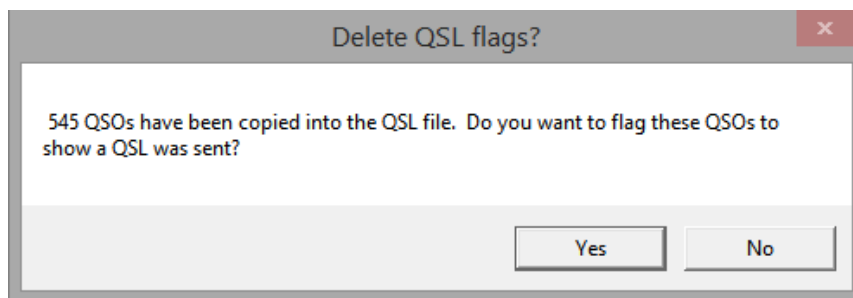 Delete QSL flags?
545 QSOs have been copied into the QSL file.  Do you want to flag these QSOs to
show a QSL was sent?
Yes
No